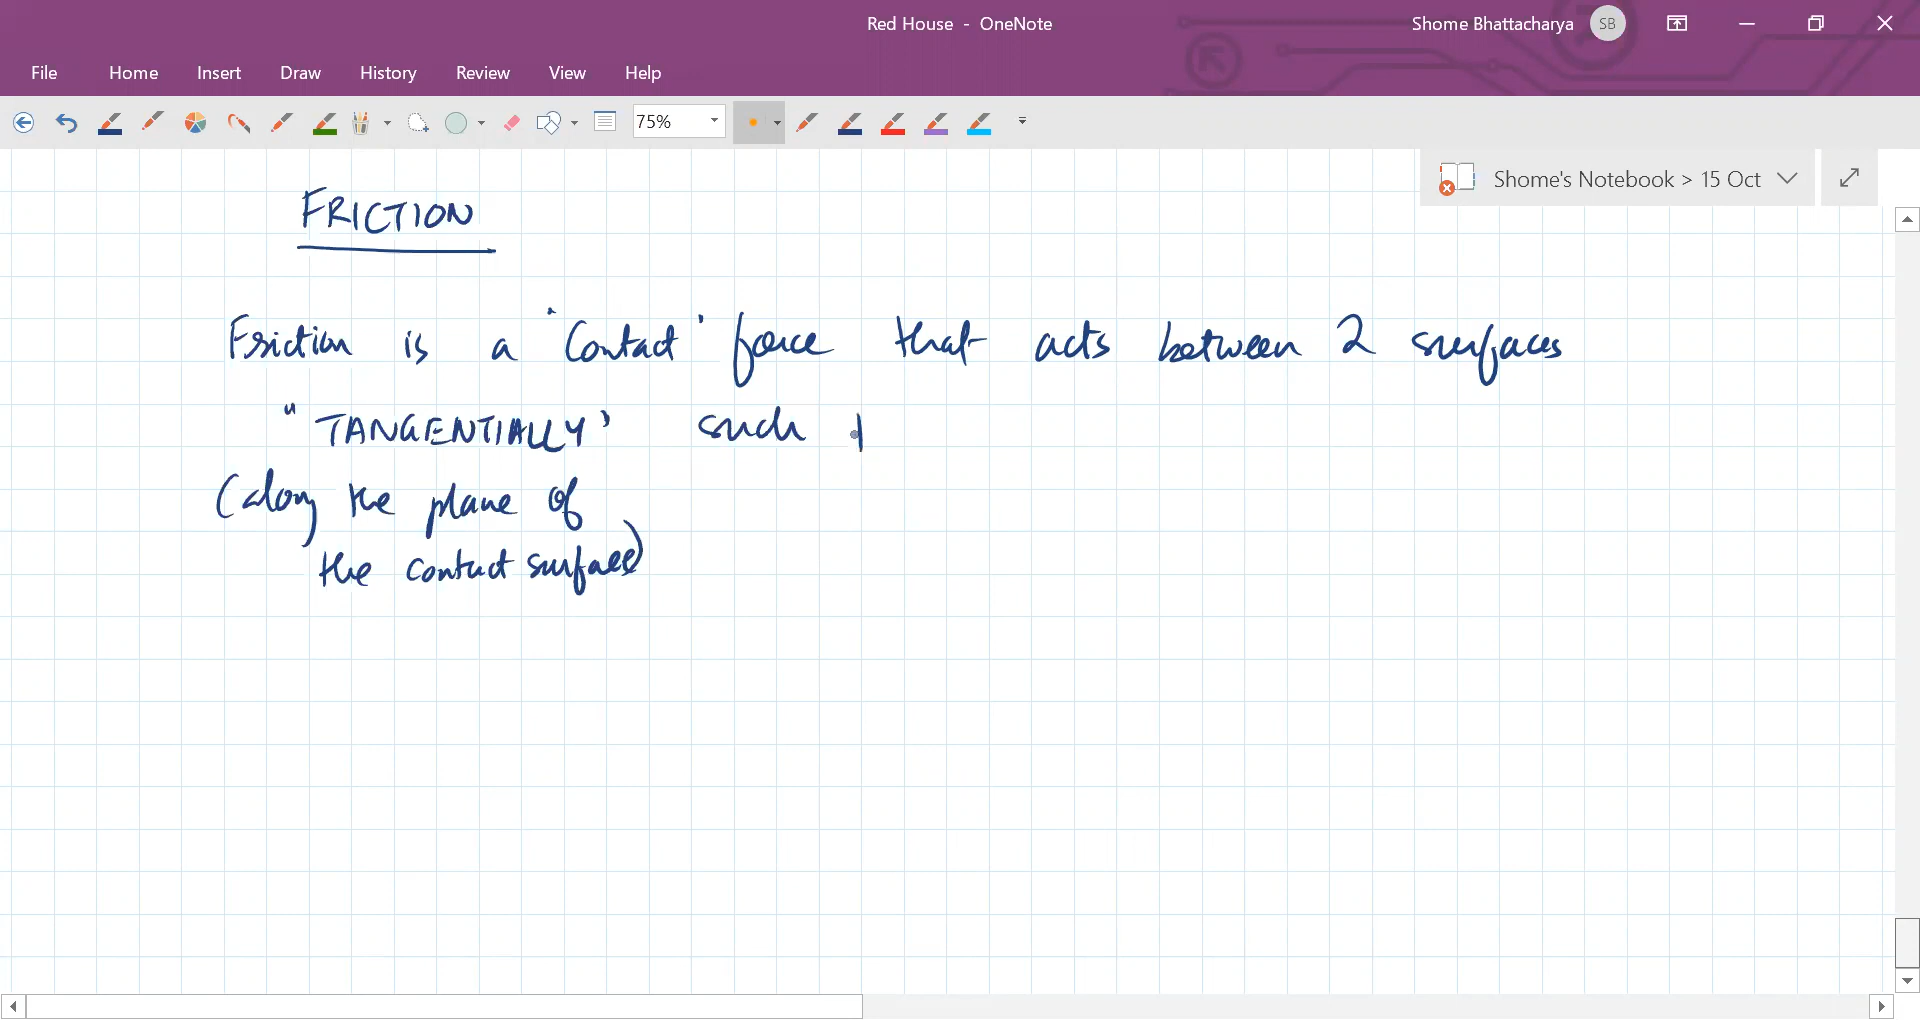 Red House - OneNote
Shome Bhattacharya SB
File Home Insert Draw History Review View Help
75%
Shome's Notebook > 15 Oct
FRICTION
Friction is a "Contact" force that acts between 2 surfaces
"TANGENTIALLY" such
(along the plane of
the contact surface)